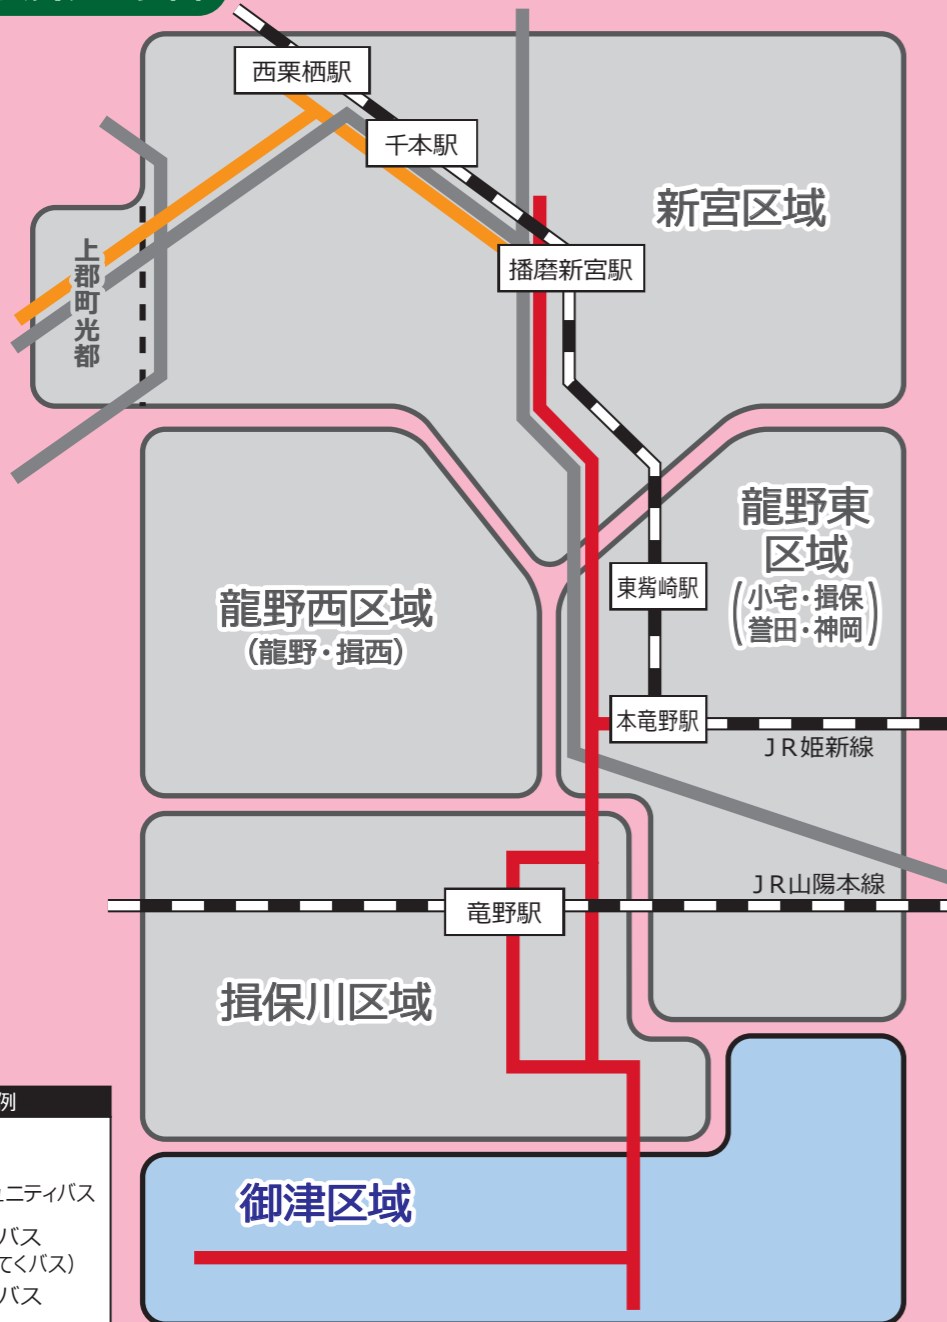 西栗栖駅
千本駅
新宮区域
播磨新宮駅
上郡町光都
龍野東
区域
(小宅・揖保
誉田・神岡)
東觜崎駅
龍野西区域
(龍野・揖西)
本竜野駅
JR姫新線
JR山陽本線
竜野駅
揖保川区域
例
ュニティバス
バス
てくバス)
バス
御津区域